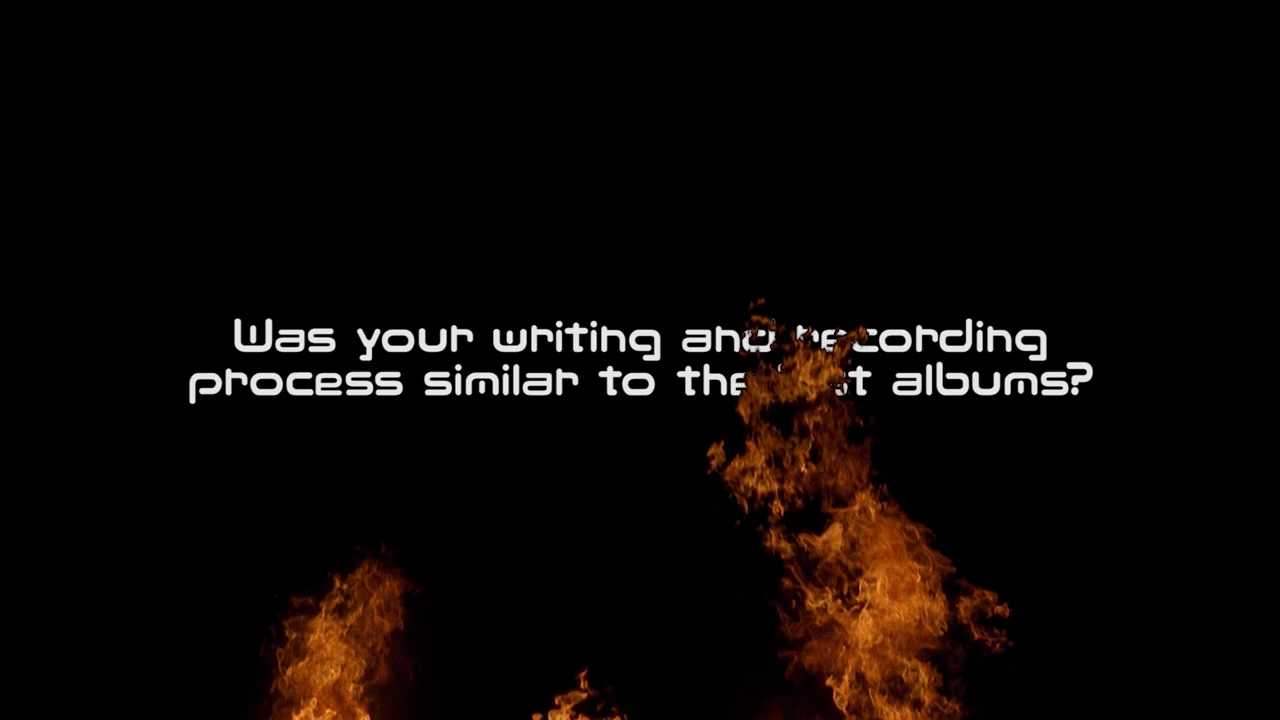 Was your writing and recording
process similar to the albums?